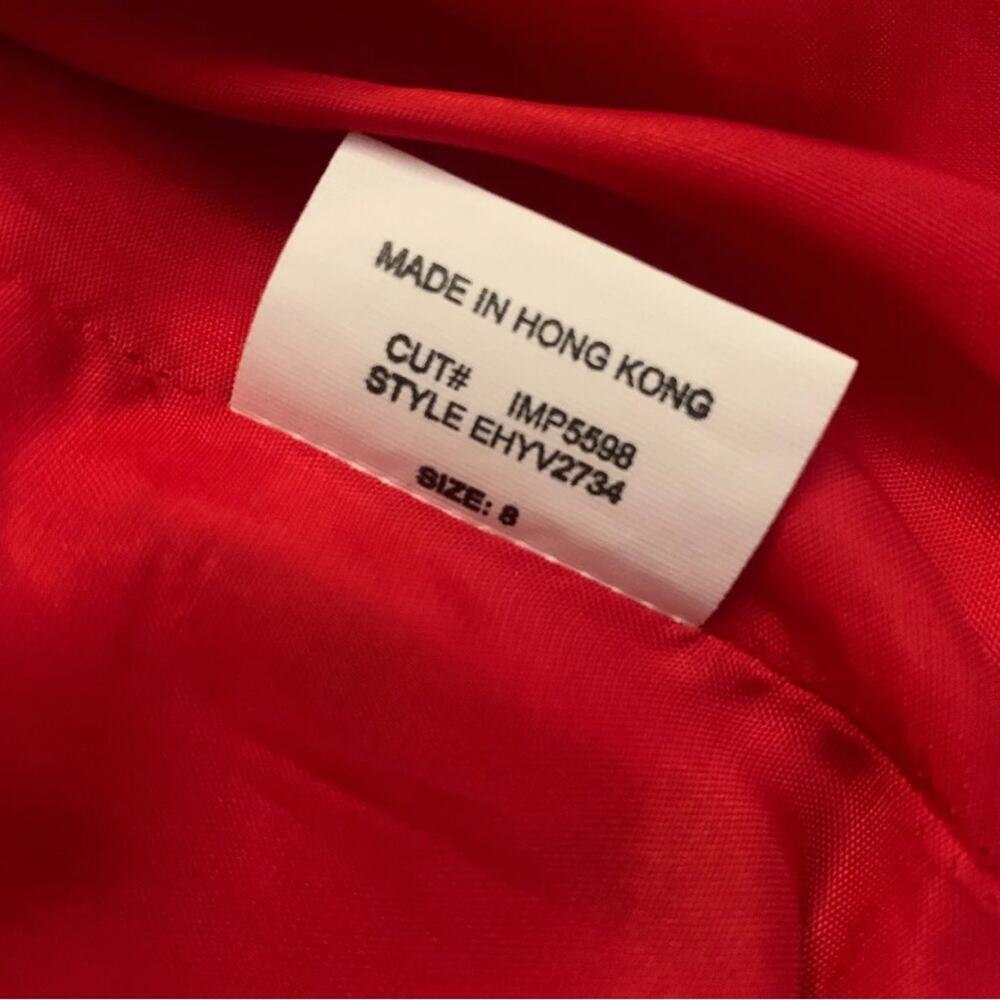 MADE IN HONG KONG
CUT# IMP5598
STYLE EHYV2734
SIZE: 8